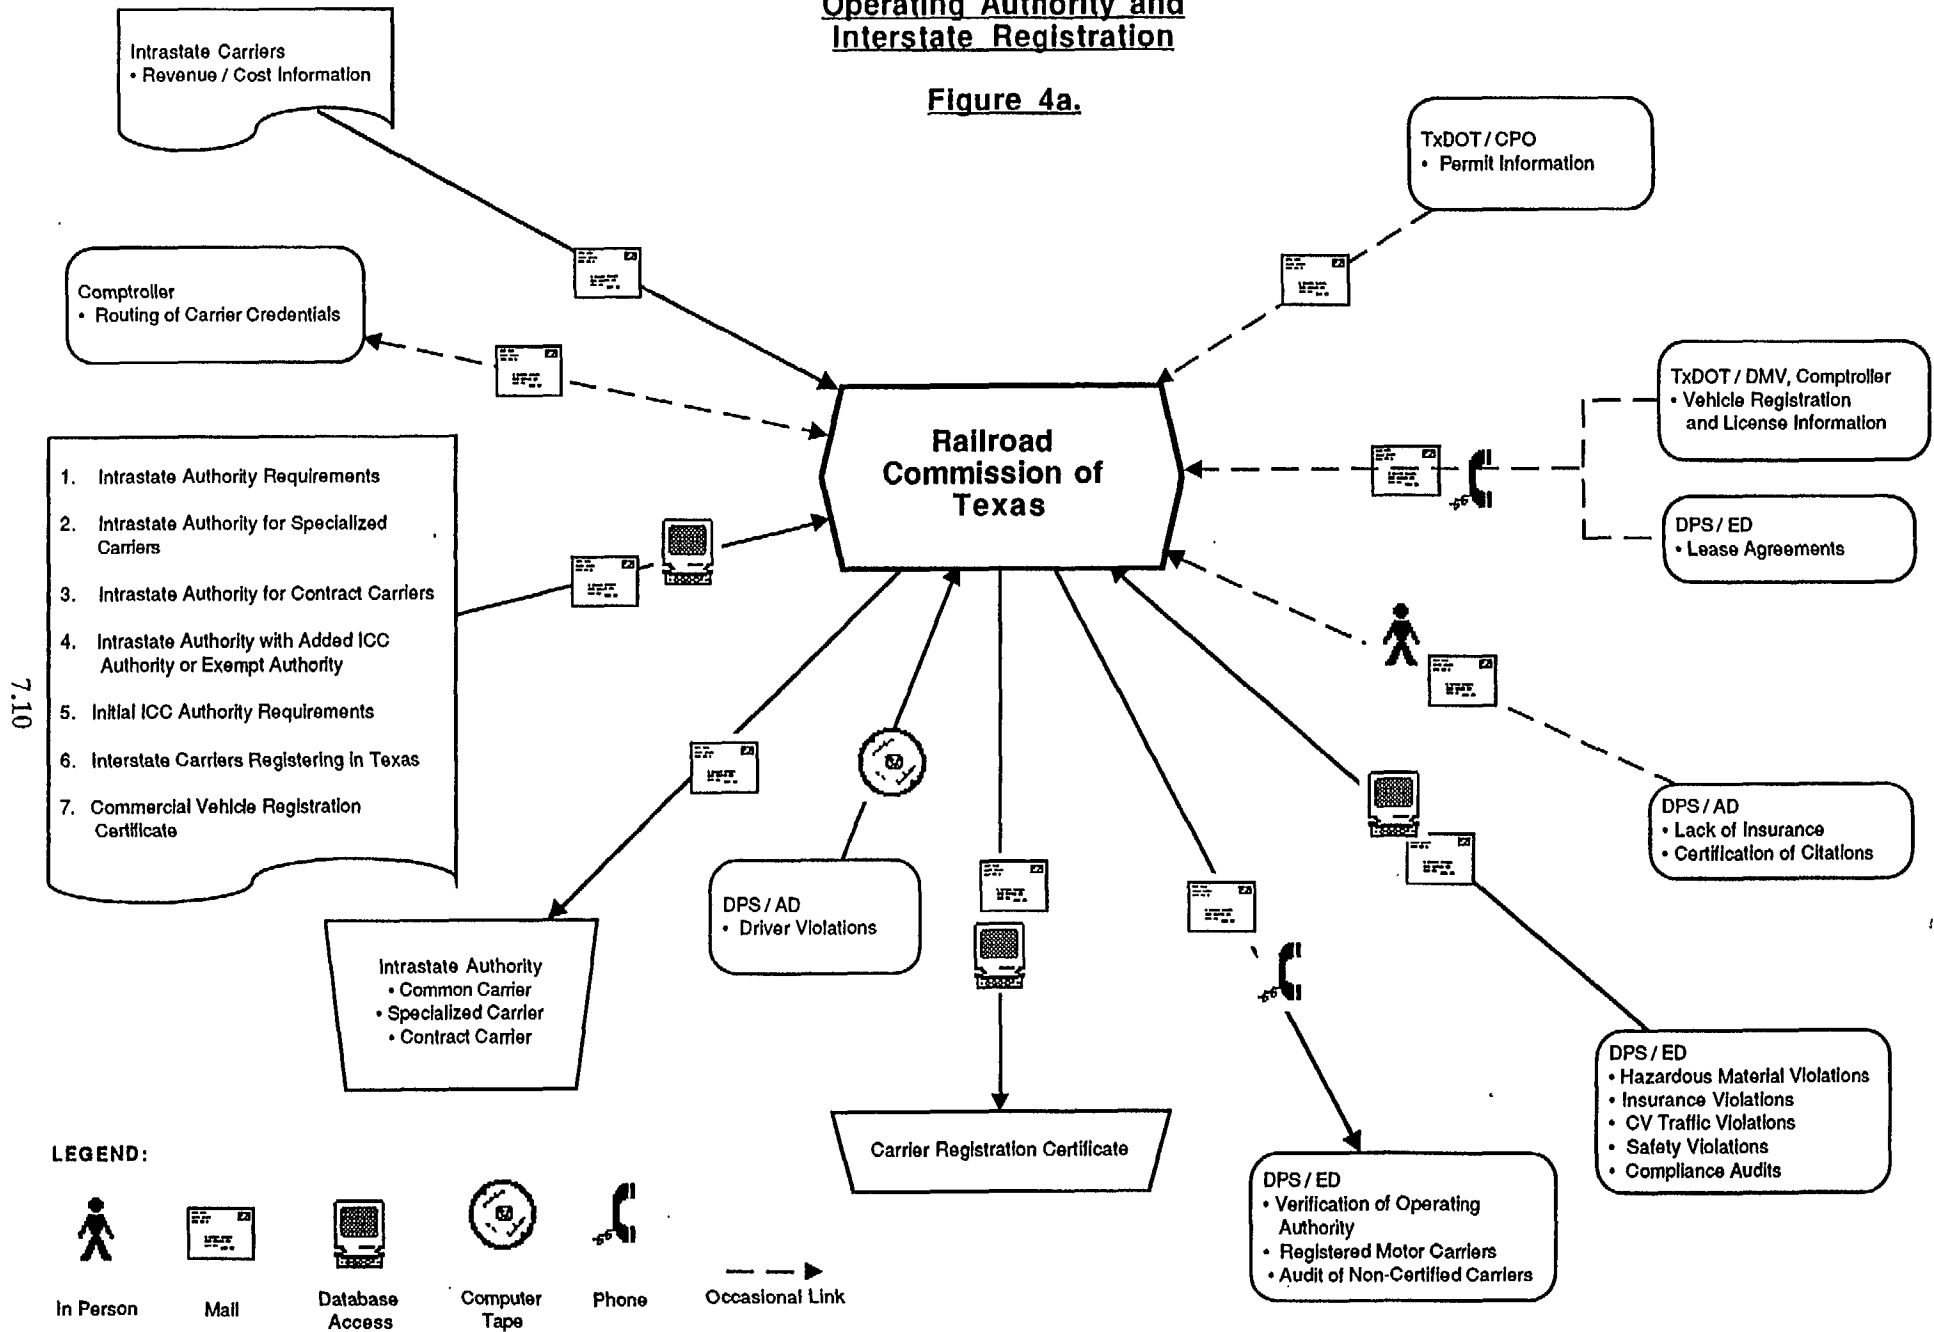 Operating Authority and
Interstate Registration
Figure 4a.
Intrastate Carriers
• Revenue / Cost Information
TxDOT / CPO
• Permit Information
Comptroller
• Routing of Carrier Credentials
TxDOT / DMV, Comptroller
• Vehicle Registration
and License Information
Railroad
Commission of
Texas
1. Intrastate Authority Requirements
2. Intrastate Authority for Specialized
Carriers
3. Intrastate Authority for Contract Carriers
4. Intrastate Authority with Added ICC
Authority or Exempt Authority
5. Initial ICC Authority Requirements
6. Interstate Carriers Registering in Texas
7. Commercial Vehicle Registration
Certificate
DPS / ED
• Lease Agreements
7.10
DPS / AD
• Lack of Insurance
• Certification of Citations
DPS / AD
• Driver Violations
Intrastate Authority
• Common Carrier
• Specialized Carrier
• Contract Carrier
DPS / ED
• Hazardous Material Violations
• Insurance Violations
• CV Traffic Violations
• Safety Violations
• Compliance Audits
Carrier Registration Certificate
DPS / ED
• Verification of Operating
Authority
• Registered Motor Carriers
• Audit of Non-Certified Carriers
LEGEND:
In Person
Mail
Database
Access
Computer
Tape
Phone
Occasional Link